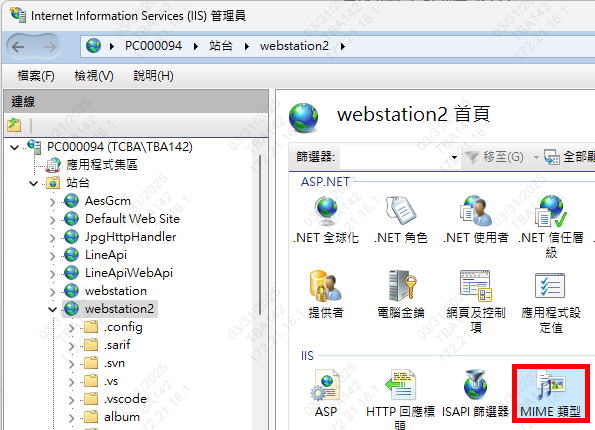 Internet Information Services (IIS) 管理員
PC000094 站台 webstation2
檔案(F) 檢視(V) 說明(H)
連線
PC000094 (TCBA\TBA142)
應用程式集區
站台
AesGcm
Default Web Site
JpgHttpHandler
LineApi
LineApiWebApi
webstation
webstation2
.config
.sarif
.svn
.vs
.vscode
album
webstation2 首頁
篩選器: 移至(G) 全部顯
ASP.NET
.NET 全球化 .NET 角色 .NET 使用者 .NET 信任層級
提供者 電腦金鑰 網頁及控制項 應用程式設定值
IIS
ASP HTTP 回應標頭 ISAPI 篩選器 MIME 類型
03/31/2025
TBA142
172.21.16.1